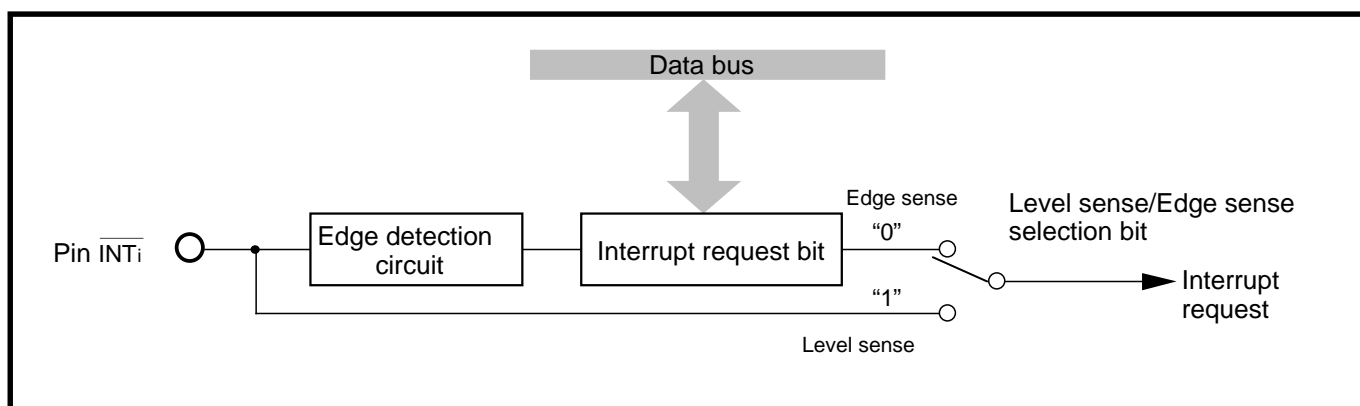 Data bus
Edge sense
Level sense/Edge sense
selection bit
“0”
Pin INTi
Edge detection
circuit
Interrupt request bit
Interrupt
request
“1”
Level sense